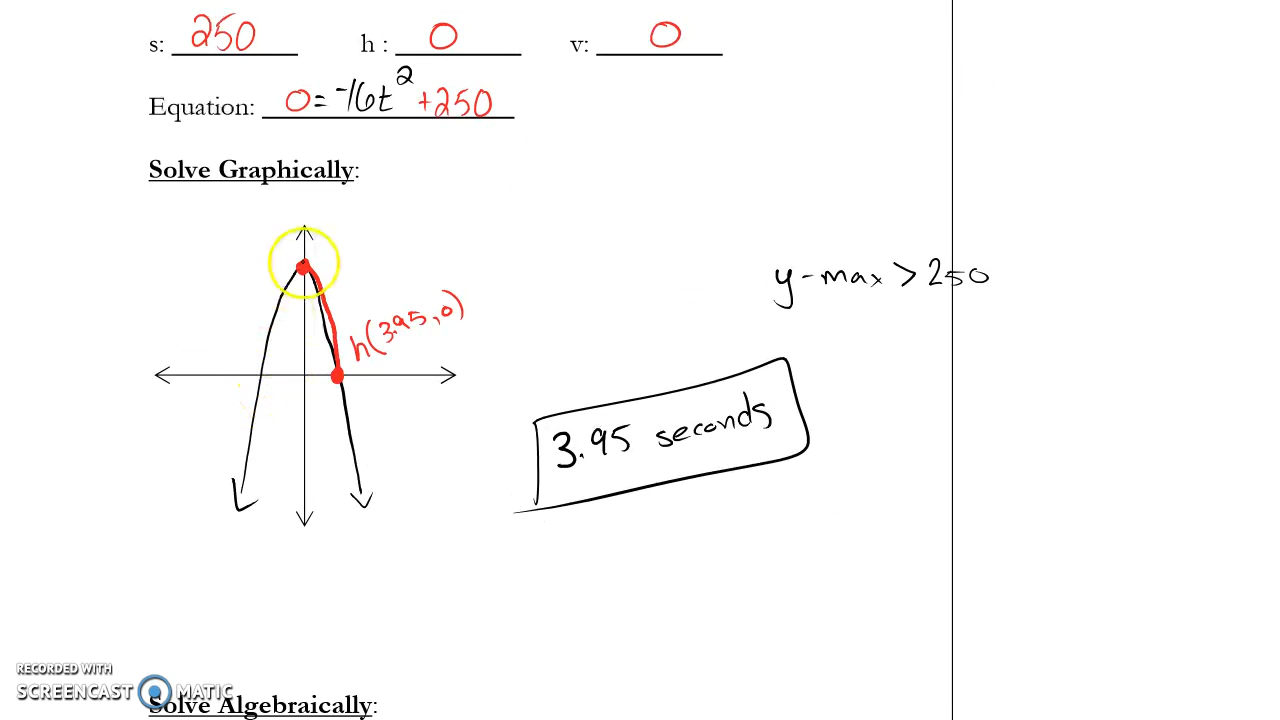 s: 250 h : 0 v: 0
Equation: 0 = -16t² +250
Solve Graphically:
y-max > 250
h(3.95, 0)
3.95 seconds
RECORDED WITH
SCREENCAST MATIC
Solve Algebraically: